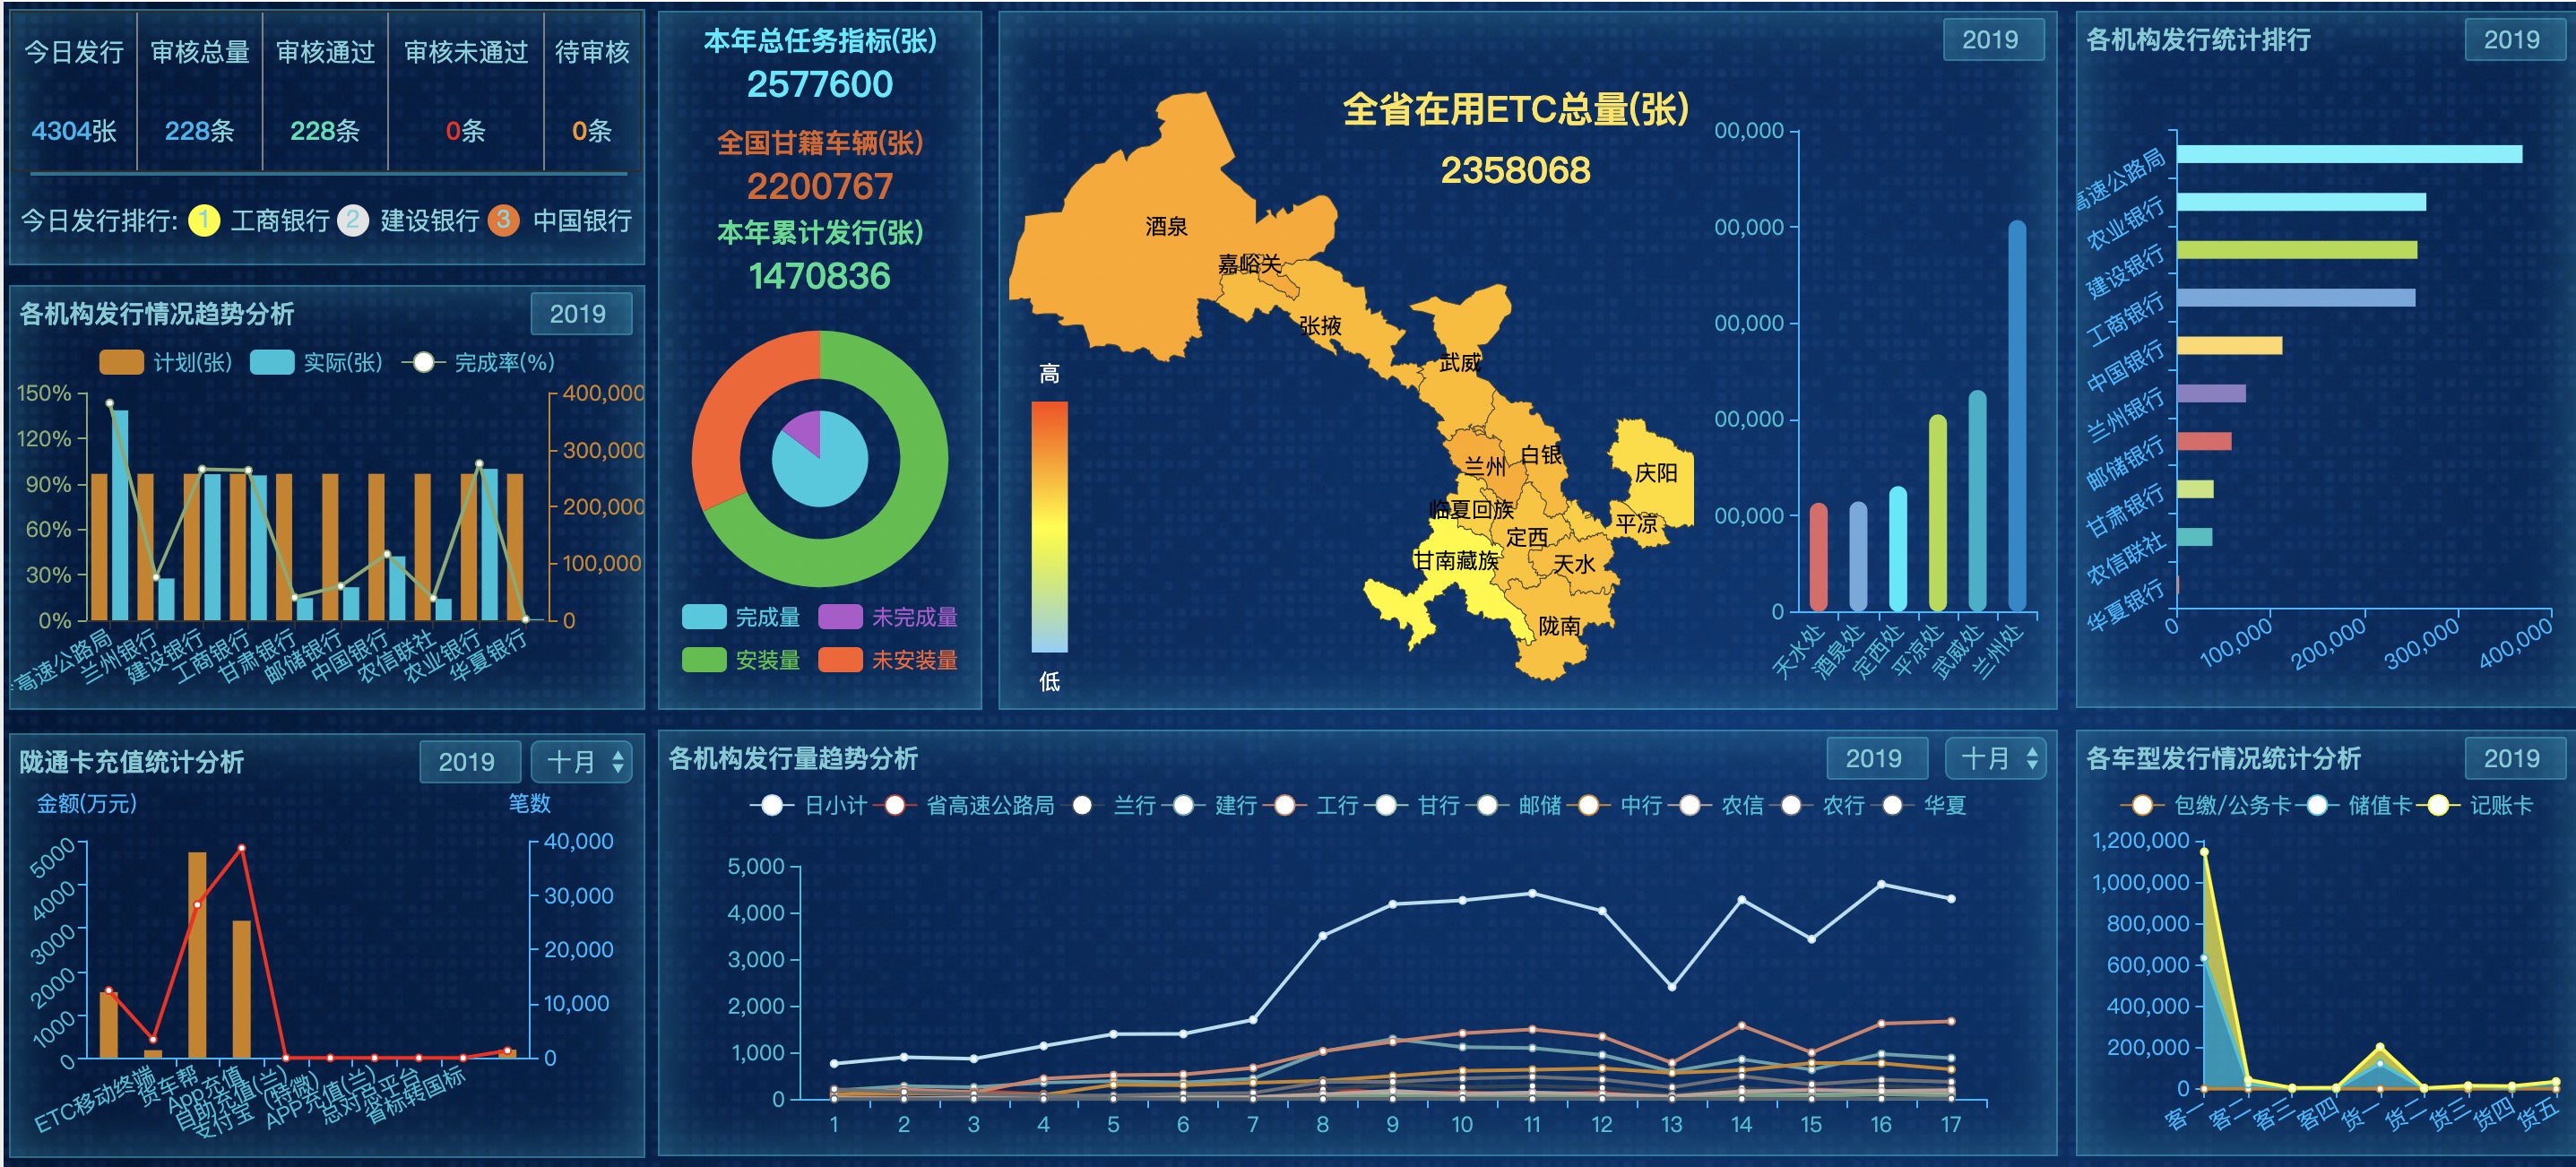 今日发行 审核总量 审核通过 审核未通过 待审核
4304张 228条 228条 0条 0条
今日发行排行: 1 工商银行 2 建设银行 3 中国银行
各机构发行情况趋势分析 2019
计划(张) 实际(张) 完成率(%)
150% 400,000
120% 300,000
90% 200,000
60%
30% 100,000
0% 0
高速公路局 兰州银行 建设银行 工商银行 甘肃银行 邮储银行 中国银行 农信联社 农业银行 华夏银行
本年总任务指标(张)
2577600
全国甘籍车辆(张)
2200767
本年累计发行(张)
1470836
完成量 未完成量
安装量 未安装量
2019
全省在用ETC总量(张)
2358068
酒泉
嘉峪关
张掖
武威
白银
兰州
庆阳
临夏回族
平凉
定西
甘南藏族
天水
陇南
高
低
00,000
00,000
00,000
00,000
00,000
0
天水处 酒泉处 定西处 平凉处 武威处 兰州处
各机构发行统计排行 2019
高速公路局
农业银行
建设银行
工商银行
中国银行
兰州银行
邮储银行
甘肃银行
农信联社
华夏银行
0 100,000 200,000 300,000 400,000
陇通卡充值统计分析 2019 十月
金额(万元) 笔数
5000 40,000
4000 30,000
3000
2000 20,000
1000 10,000
0 0
ETC移动终端 货车帮 App充值 自助充值(兰) 支付宝（特微） APP充值(兰) 总对总平台 省标转国标
各机构发行量趋势分析 2019 十月
日小计 省高速公路局 兰行 建行 工行 甘行 邮储 中行 农信 农行 华夏
5,000
4,000
3,000
2,000
1,000
0
1 2 3 4 5 6 7 8 9 10 11 12 13 14 15 16 17
各车型发行情况统计分析 2019
包缴/公务卡 储值卡 记账卡
1,200,000
1,000,000
800,000
600,000
400,000
200,000
0
客一 客二 客三 客四 货一 货二 货三 货四 货五